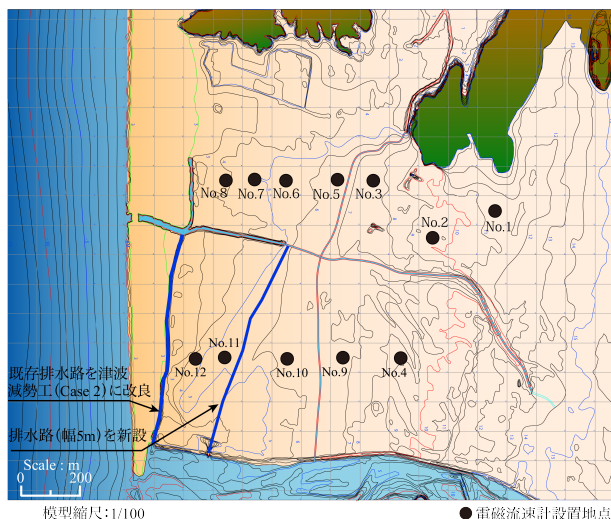 No.8
No.7
No.6
No.5
No.3
No.2
No.1
No.12
No.11
No.10
No.9
No.4
既存排水路を津波
減勢工(Case 2)に改良
排水路(幅5m)を新設
Scale : m
0 200
模型縮尺:1/100
●電磁流速計設置地点